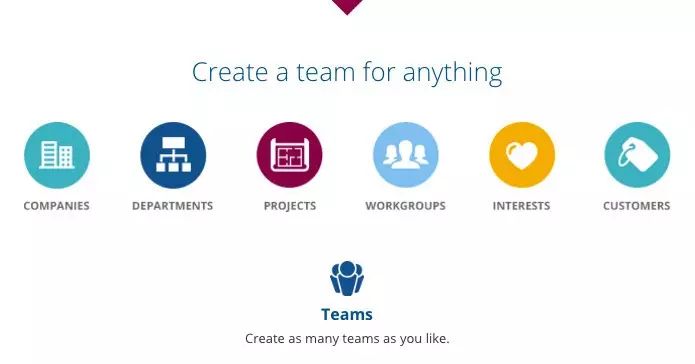 Create a team for anything
COMPANIES DEPARTMENTS PROJECTS WORKGROUPS INTERESTS CUSTOMERS
Teams
Create as many teams as you like.